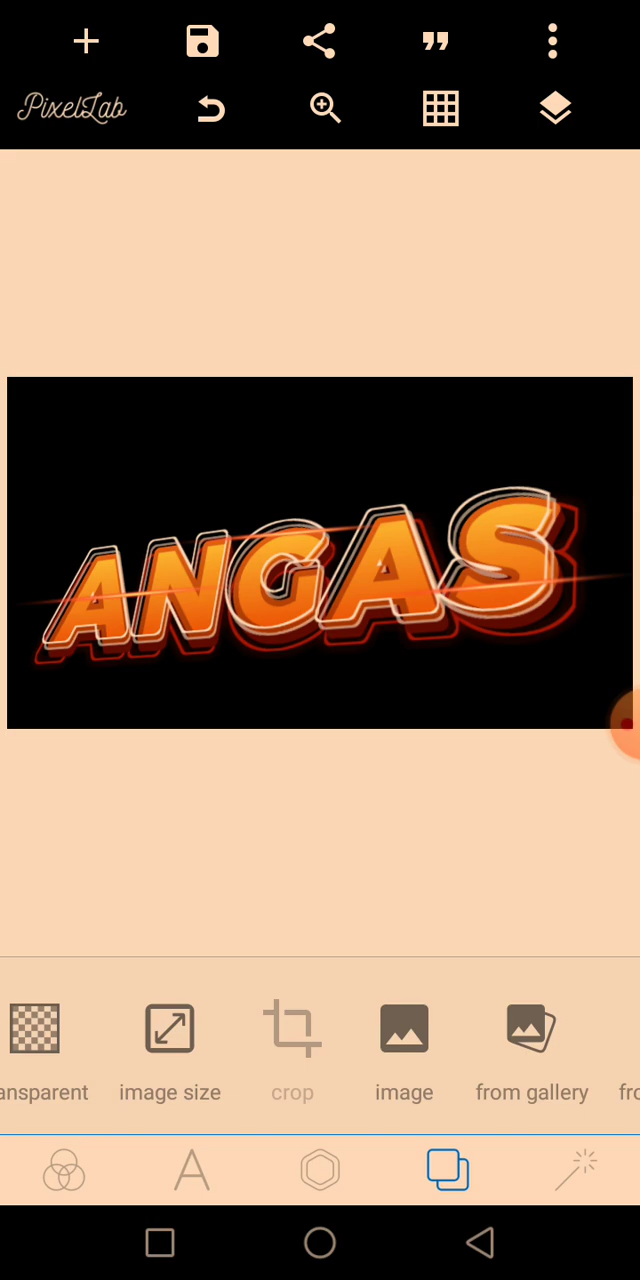 PixelLab
ANGAS
ansparent
image size
crop
image
from gallery
fro